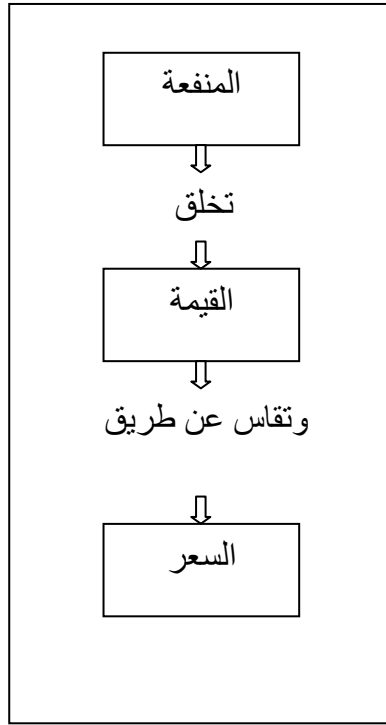 المنفعة
تخلق
القيمة
وتقاس عن طريق
السعر